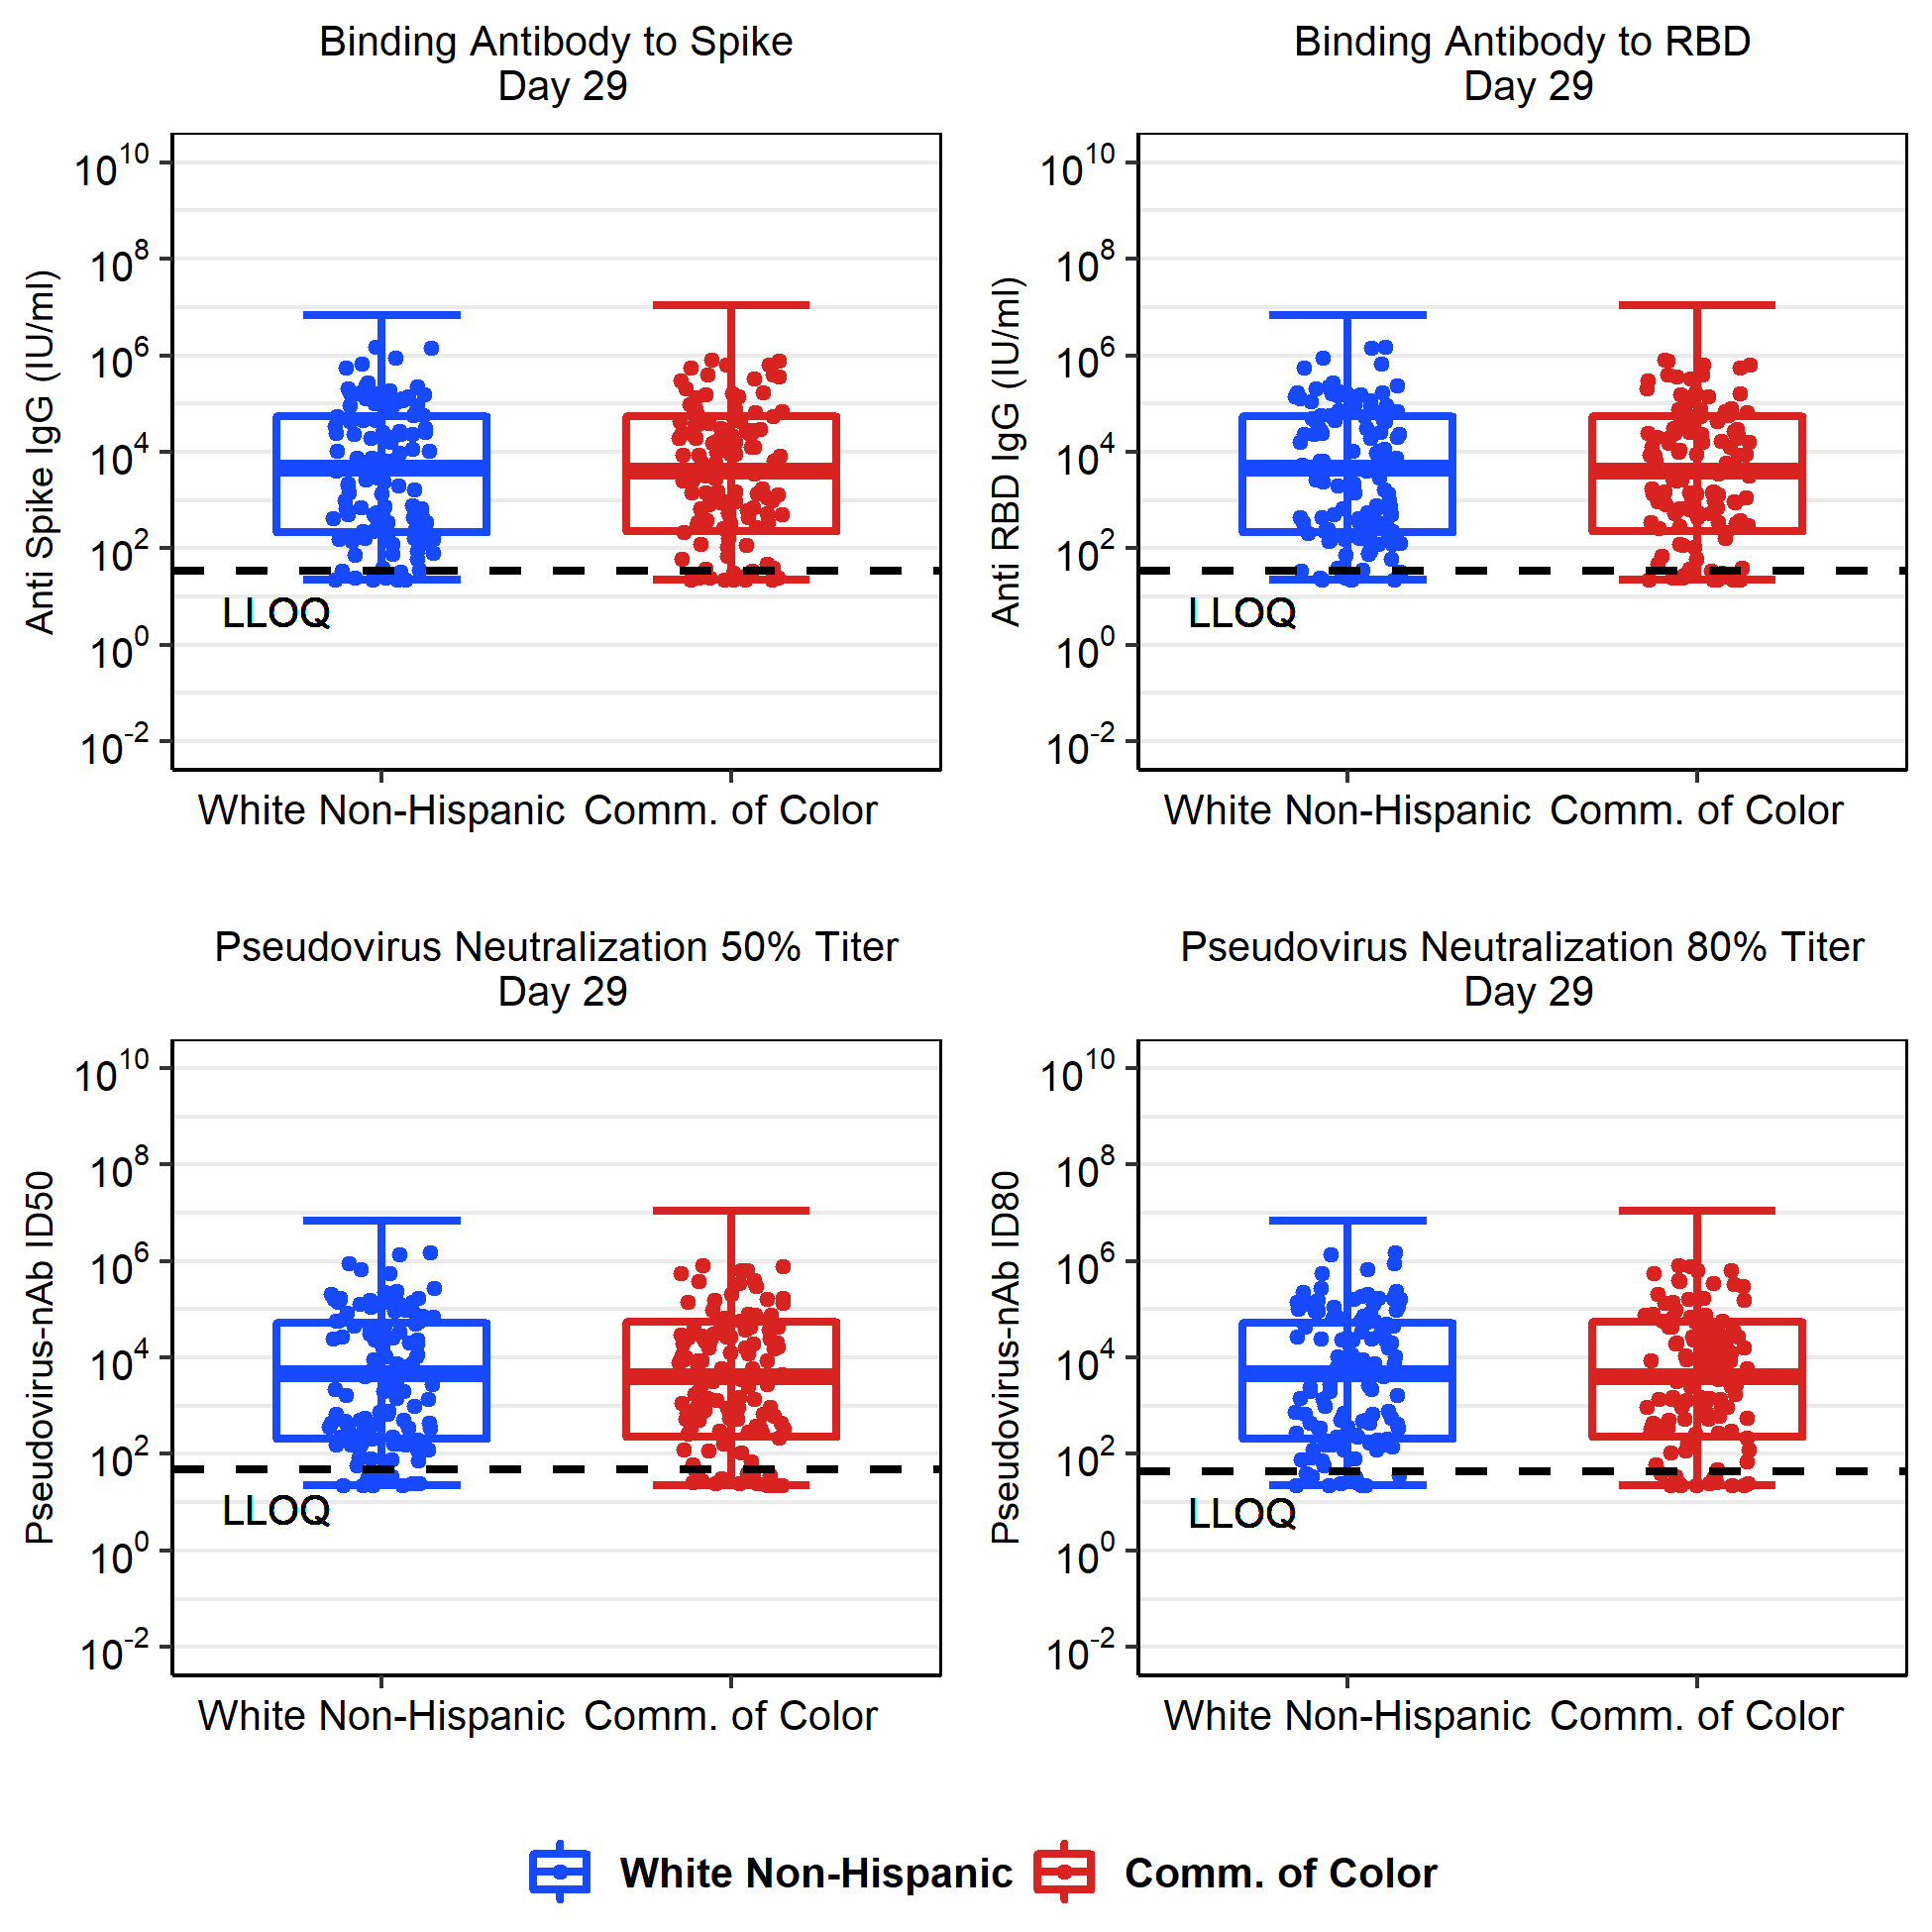 Binding Antibody to Spike
Day 29
Anti Spike IgG (IU/ml)
10^10
10^8
10^6
10^4
10^2
10^0
10^-2
LLOQ
White Non-Hispanic Comm. of Color
Binding Antibody to RBD
Day 29
Anti RBD IgG (IU/ml)
10^10
10^8
10^6
10^4
10^2
10^0
10^-2
LLOQ
White Non-Hispanic Comm. of Color
Pseudovirus Neutralization 50% Titer
Day 29
Pseudovirus-nAb ID50
10^10
10^8
10^6
10^4
10^2
10^0
10^-2
LLOQ
White Non-Hispanic Comm. of Color
Pseudovirus Neutralization 80% Titer
Day 29
Pseudovirus-nAb ID80
10^10
10^8
10^6
10^4
10^2
10^0
10^-2
LLOQ
White Non-Hispanic Comm. of Color
White Non-Hispanic Comm. of Color